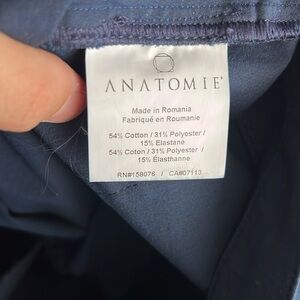 ANATOMIE
Made in Romania
Fabriqué en Roumanie
54% Cotton / 31% Polyester /
15% Elastane
54% Coton / 31% Polyester /
15% Élasthanne
RN#158076 / CA#07113